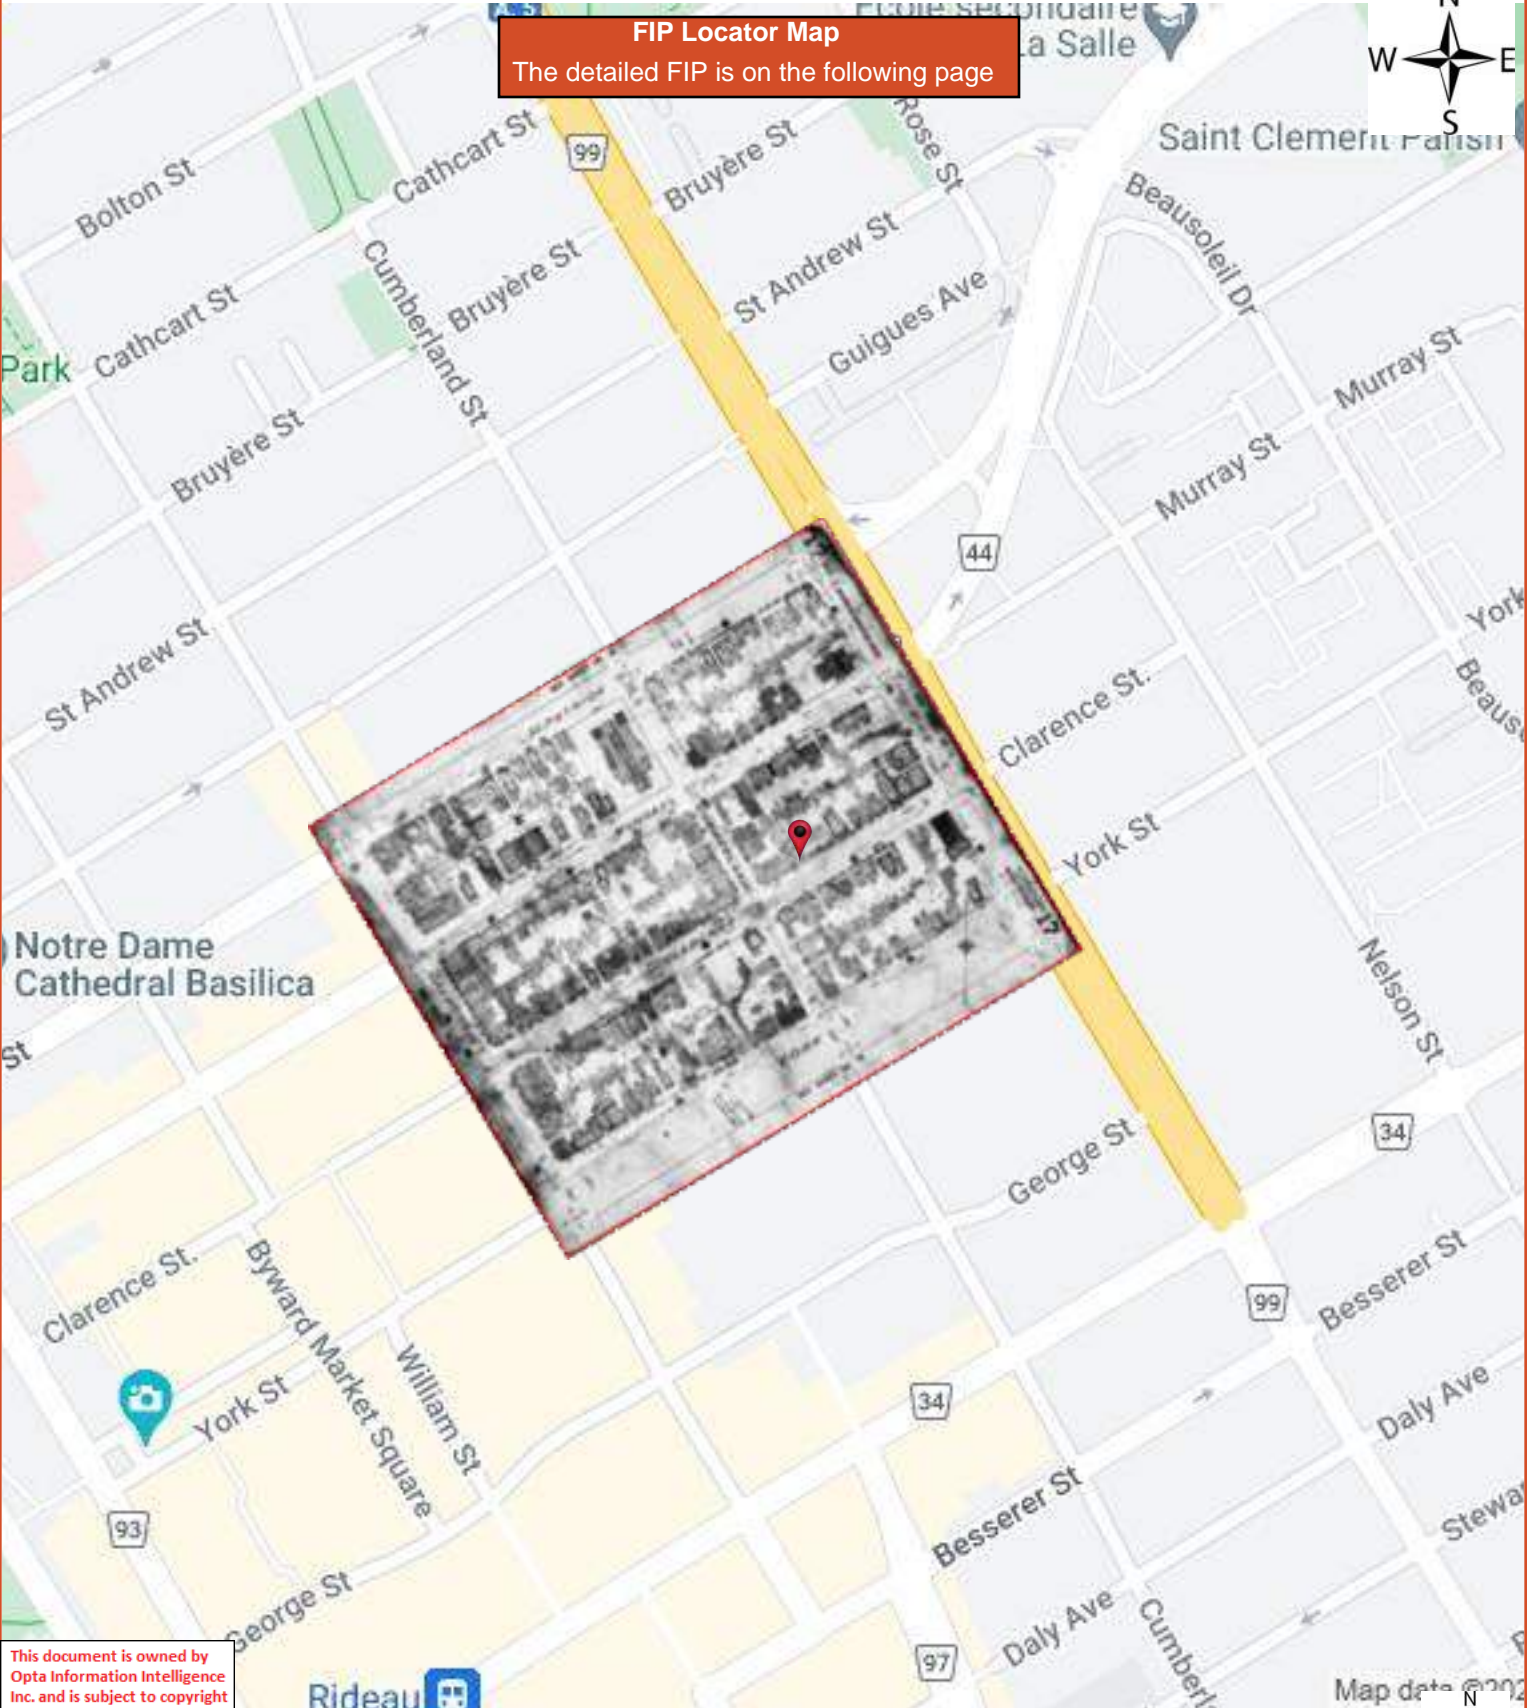 FIP Locator Map
The detailed FIP is on the following page
La Salle
N
W
E
S
Saint Clement Parish
99
Cathcart St
Bruyère St
Rose St
Bolton St
Beausoleil Dr
Cumberland St
Bruyère St
St Andrew St
Guigues Ave
Cathcart St
Park
Murray St
Bruyère St
Murray St
44
York
St Andrew St
Clarence St.
York St
Notre Dame
Cathedral Basilica
17
Nelson St
St
George St
34
Clarence St.
Byward Market Square
William St
York St
99
Besserer St
34
Daly Ave
93
Besserer St
George St
Daly Ave
Cumberl
97
Rideau
This document is owned by
Opta Information Intelligence
Inc. and is subject to copyright
Map data
N